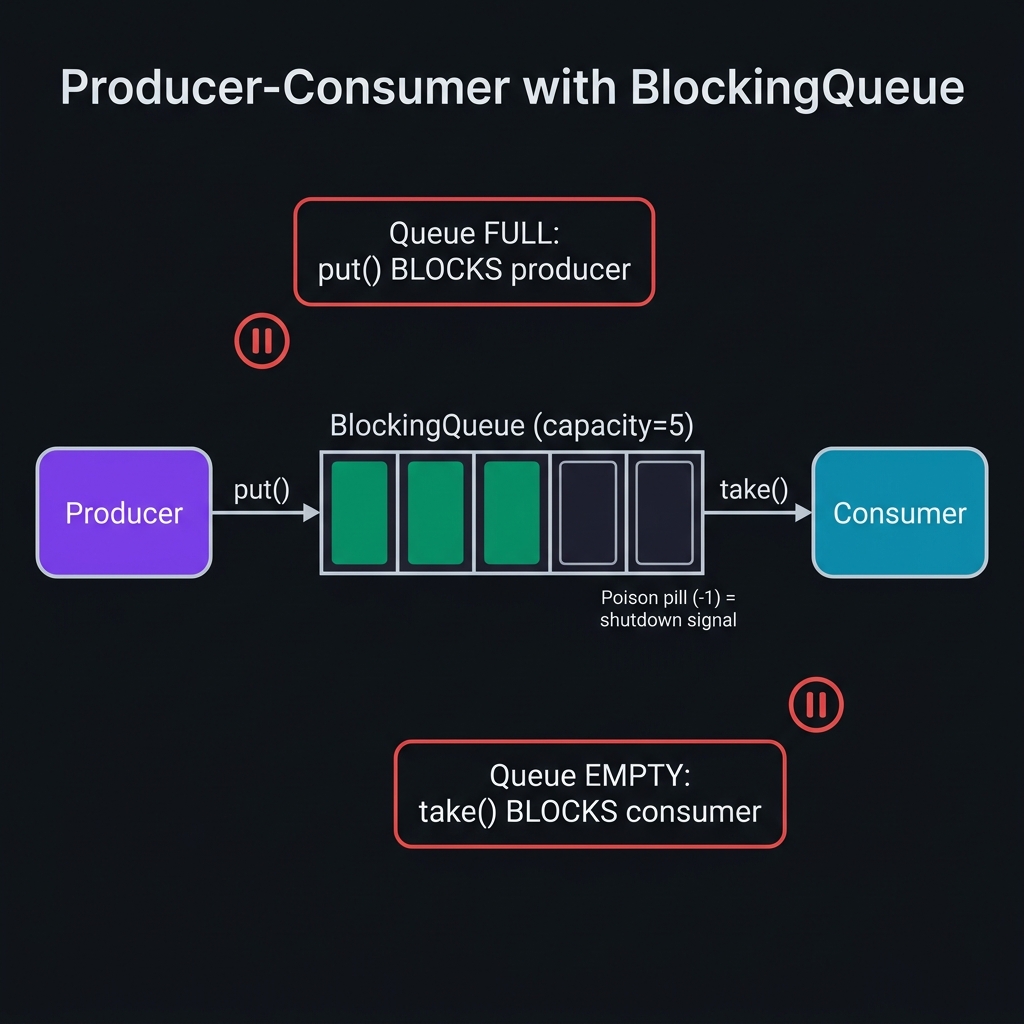 Producer-Consumer with BlockingQueue
Queue FULL:
put() BLOCKS producer
BlockingQueue (capacity=5)
Producer
put()
take()
Consumer
Poison pill (-1) =
shutdown signal
Queue EMPTY:
take() BLOCKS consumer